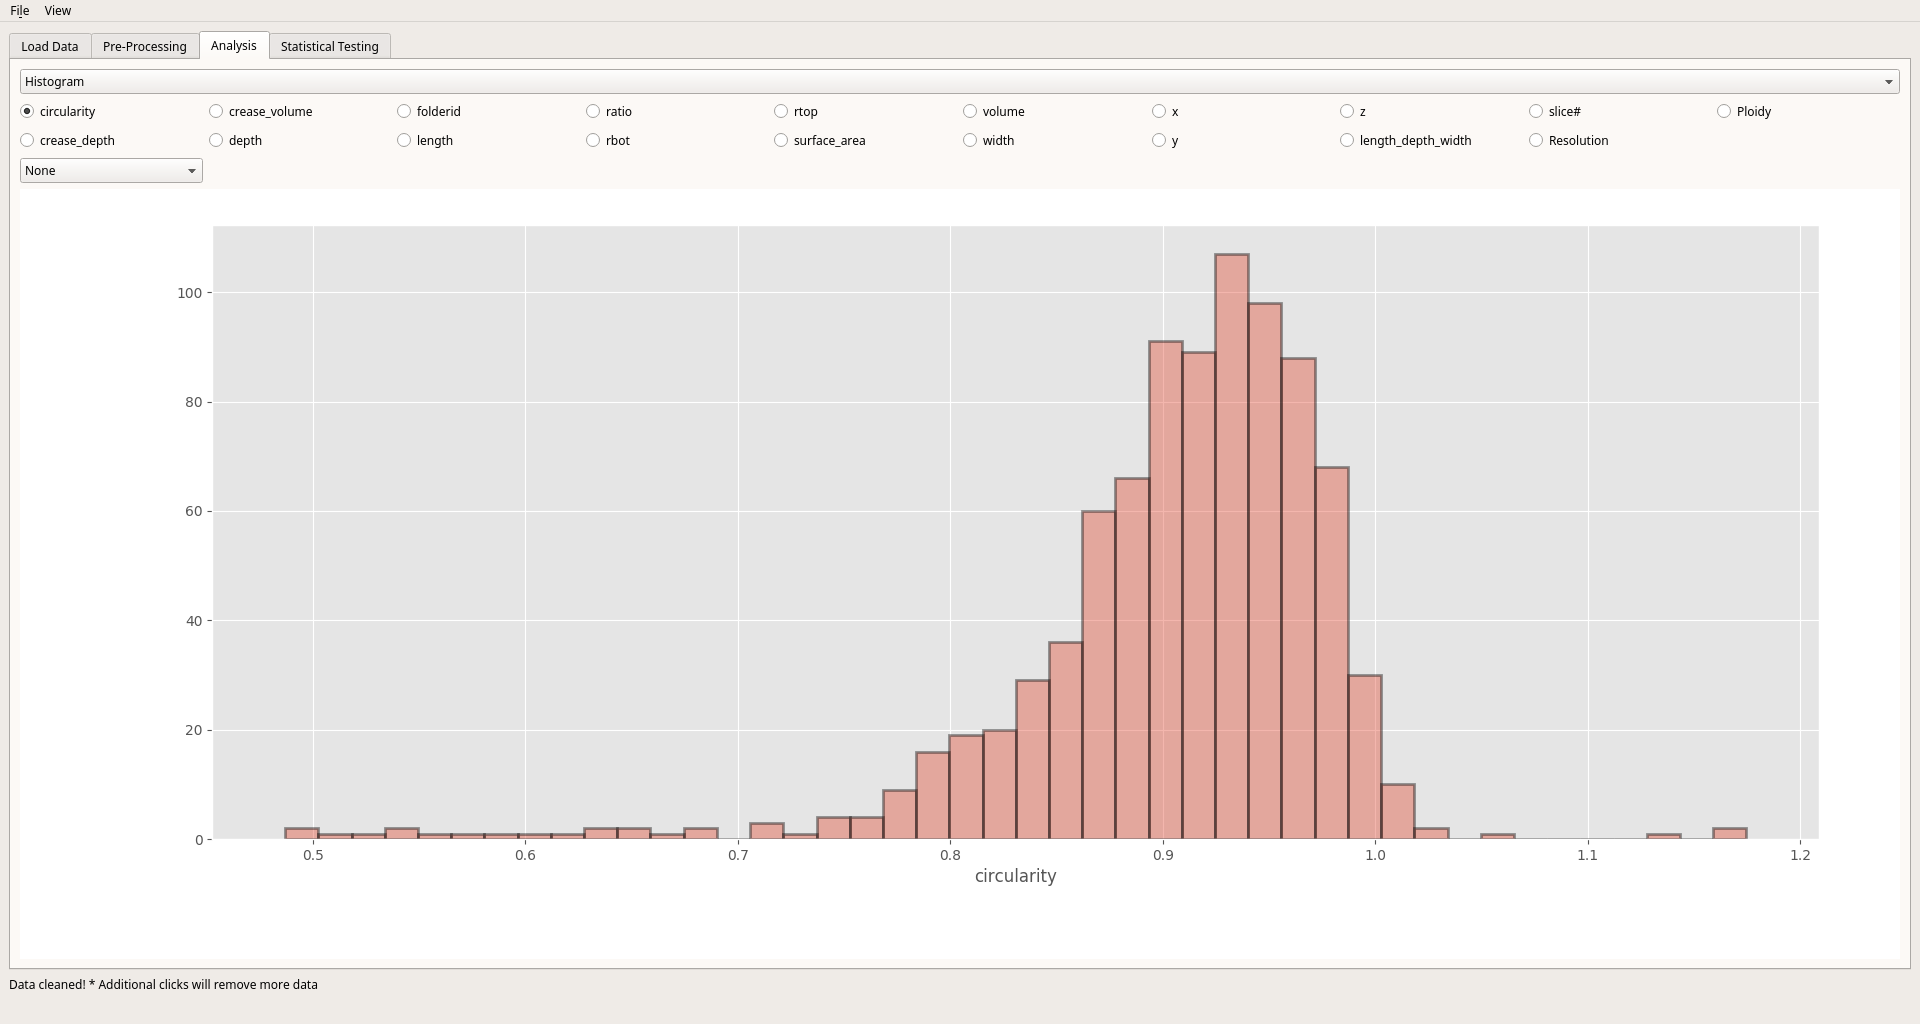 File View
Load Data Pre-Processing Analysis Statistical Testing
Histogram
circularity crease_volume folderid ratio rtop volume x z slice# Ploidy
crease_depth depth length rbot surface_area width y length_depth_width Resolution
None
100
80
60
40
20
0
0.5 0.6 0.7 0.8 0.9 1.0 1.1 1.2
circularity
Data cleaned! * Additional clicks will remove more data